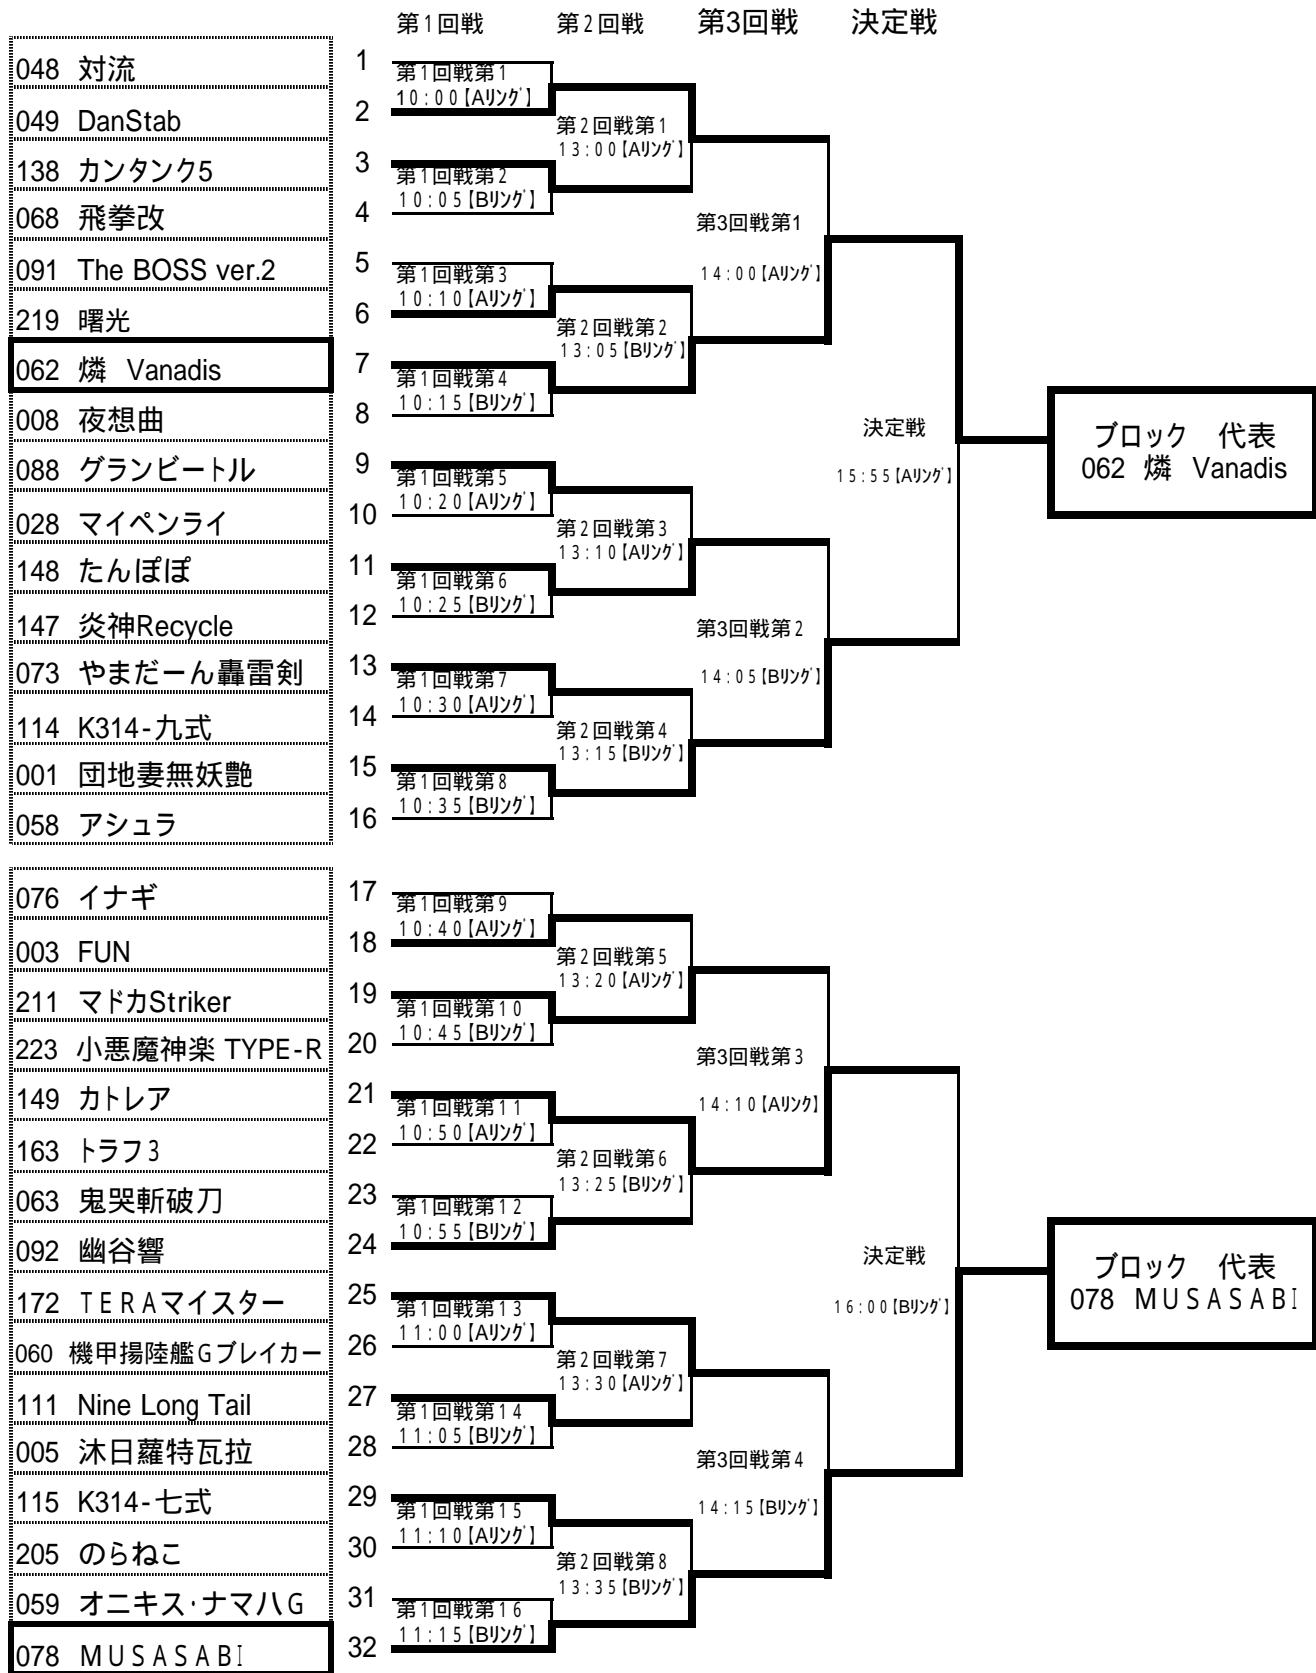 第1回戦 第2回戦 第3回戦 決定戦
048 対流 1
第1回戦第1
10:00【Aリング】
049 DanStab 2
第2回戦第1
13:00【Aリング】
138 カンタンク5 3
第1回戦第2
10:05【Bリング】
068 飛拳改 4
第3回戦第1
14:00【Aリング】
091 The BOSS ver.2 5
第1回戦第3
10:10【Aリング】
219 曙光 6
第2回戦第2
13:05【Bリング】
062 燐 Vanadis 7
第1回戦第4
10:15【Bリング】
008 夜想曲 8
決定戦
15:55【Aリング】
ブロック 代表
062 燐 Vanadis
088 グランビートル 9
第1回戦第5
10:20【Aリング】
028 マイペンライ 10
第2回戦第3
13:10【Aリング】
148 たんぽぽ 11
第1回戦第6
10:25【Bリング】
147 炎神Recycle 12
第3回戦第2
14:05【Bリング】
073 やまだーん轟雷剣 13
第1回戦第7
10:30【Aリング】
114 K314-九式 14
第2回戦第4
13:15【Bリング】
001 団地妻無妖艶 15
第1回戦第8
10:35【Bリング】
058 アシュラ 16
076 イナギ 17
第1回戦第9
10:40【Aリング】
003 FUN 18
第2回戦第5
13:20【Aリング】
211 マドカStriker 19
第1回戦第10
10:45【Bリング】
223 小悪魔神楽 TYPE-R 20
第3回戦第3
14:10【Aリンク】
149 カトレア 21
第1回戦第11
10:50【Aリング】
163 トラフ3 22
第2回戦第6
13:25【Bリング】
063 鬼哭斬破刀 23
第1回戦第12
10:55【Bリング】
092 幽谷響 24
決定戦
16:00【Bリング】
ブロック 代表
078 MUSASABI
172 TERAマイスター 25
第1回戦第13
11:00【Aリング】
060 機甲揚陸艦Gブレイカー 26
第2回戦第7
13:30【Aリング】
111 Nine Long Tail 27
第1回戦第14
11:05【Bリング】
005 沐日蘿特瓦拉 28
第3回戦第4
14:15【Bリング】
115 K314-七式 29
第1回戦第15
11:10【Aリング】
205 のらねこ 30
第2回戦第8
13:35【Bリング】
059 オニキス・ナマハG 31
第1回戦第16
11:15【Bリング】
078 MUSASABI 32